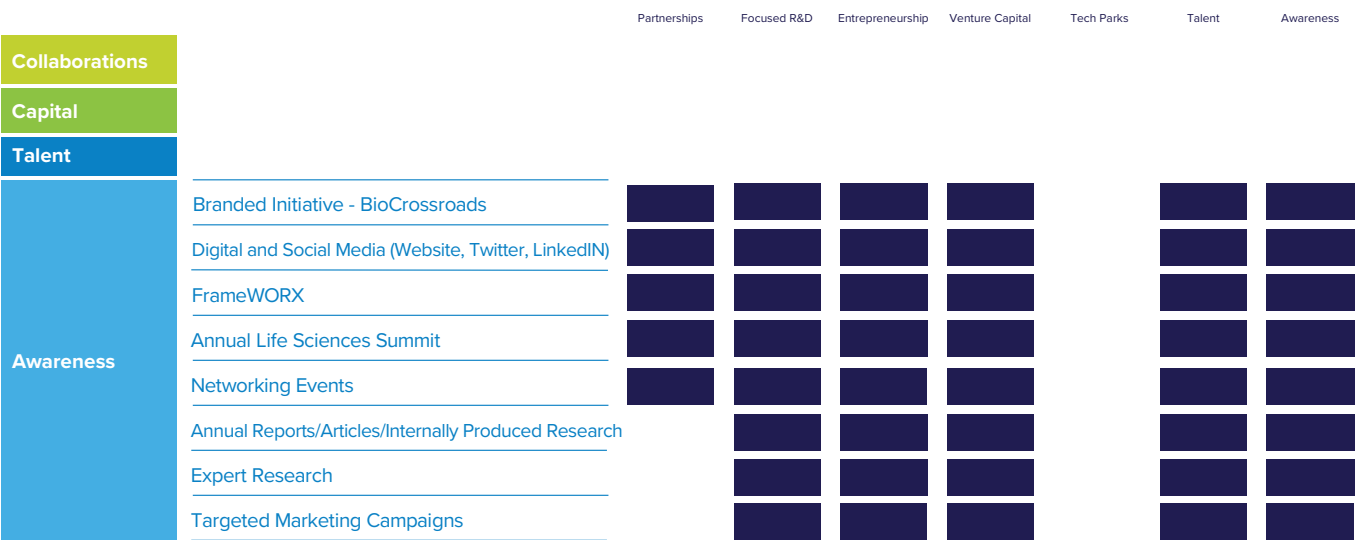 Partnerships Focused R&D Entrepreneurship Venture Capital Tech Parks Talent Awareness
Collaborations
Capital
Talent
Awareness
Branded Initiative - BioCrossroads
Digital and Social Media (Website, Twitter, LinkedIN)
FrameWORX
Annual Life Sciences Summit
Networking Events
Annual Reports/Articles/Internally Produced Research
Expert Research
Targeted Marketing Campaigns